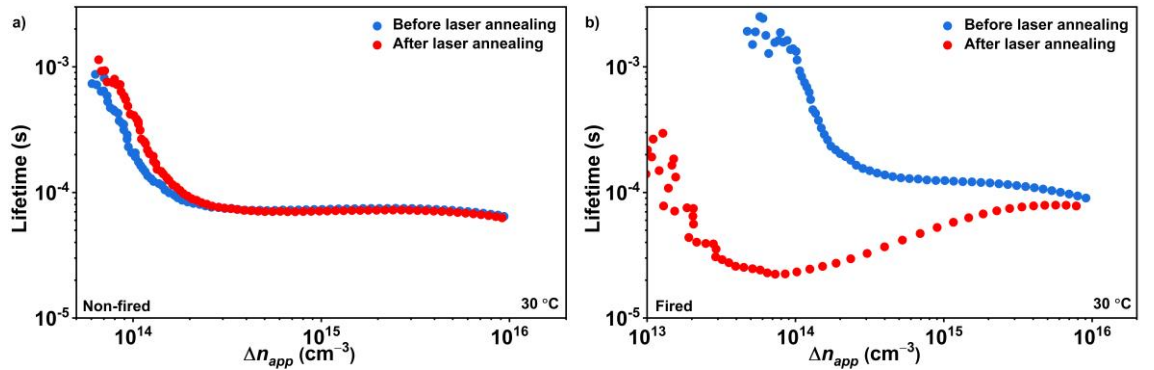 a)
Before laser annealing
After laser annealing
10⁻³
10⁻⁴
10⁻⁵
Lifetime (s)
Non-fired
30 °C
10¹⁴
10¹⁵
10¹⁶
Δn_app (cm⁻³)
b)
Before laser annealing
After laser annealing
10⁻³
10⁻⁴
10⁻⁵
Lifetime (s)
Fired
30 °C
10¹³
10¹⁴
10¹⁵
10¹⁶
Δn_app (cm⁻³)